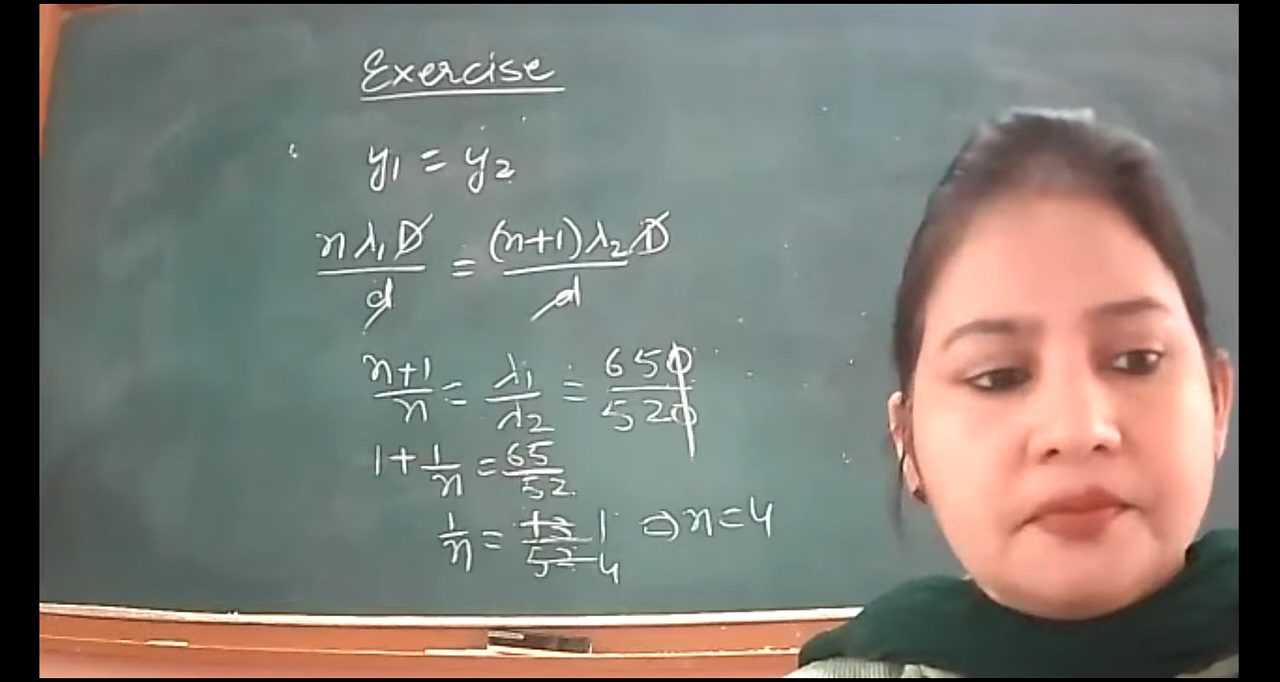 Exercise
y₁ = y₂
nλ₁D/d = (n+1)λ₂D/d
n+1/n = λ₁/λ₂ = 650/520
1 + 1/n = 65/52
1/n = 13/52 1/4 ⇒ n = 4